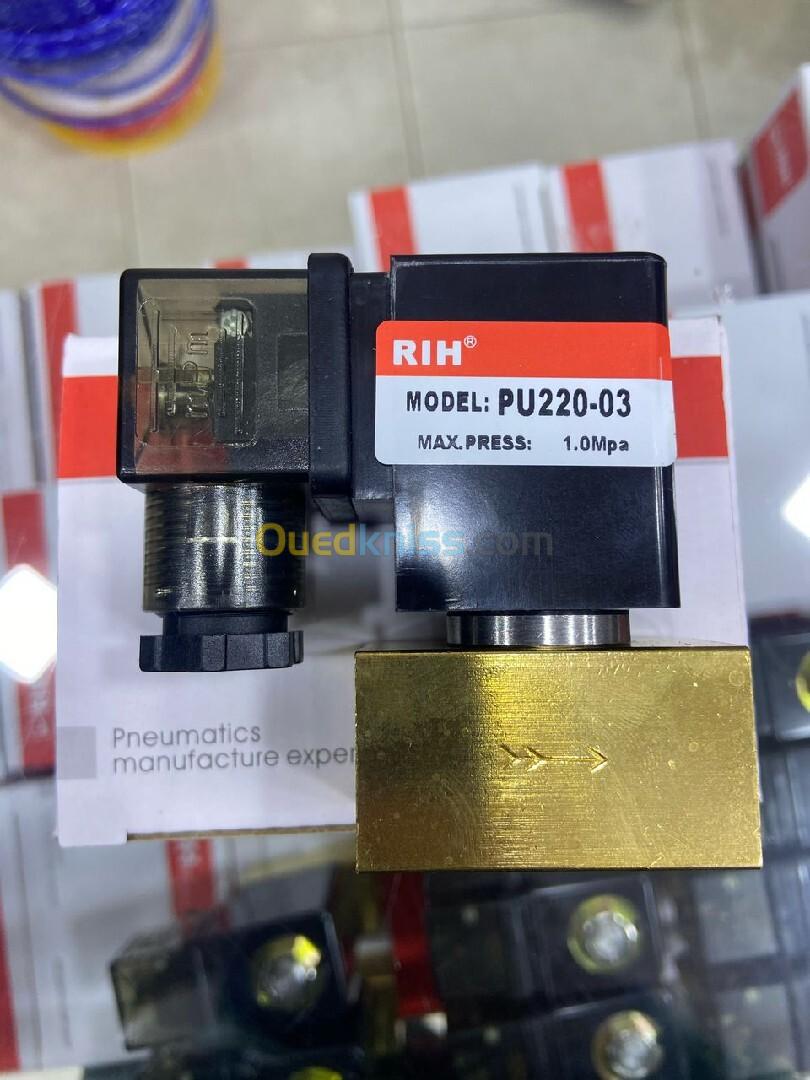 RIH®
MODEL: PU220-03
MAX.PRESS: 1.0Mpa
Ouedkniss.com
Pneumatics
manufacture exper